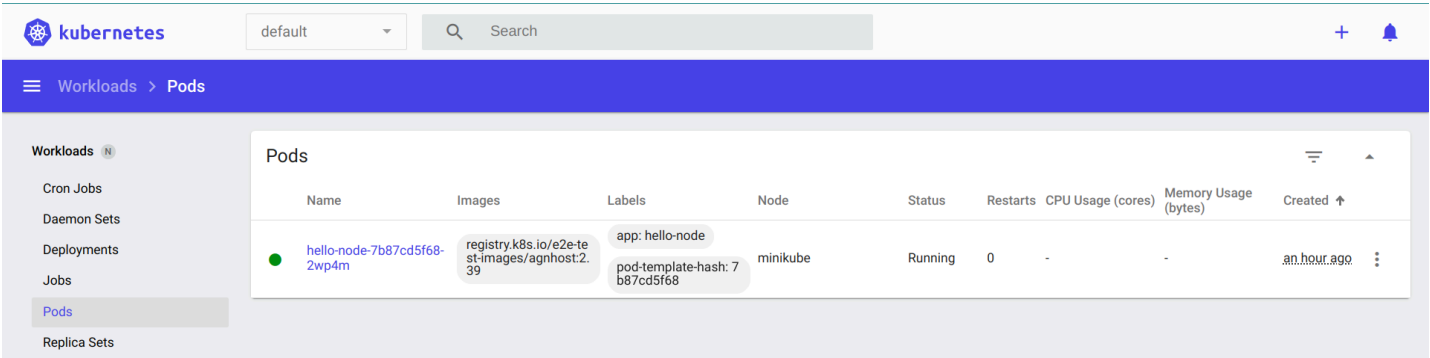 kubernetes
default
Search
Workloads > Pods
Workloads N
Cron Jobs
Daemon Sets
Deployments
Jobs
Pods
Replica Sets
Pods
Name Images Labels Node Status Restarts CPU Usage (cores) Memory Usage
(bytes) Created
hello-node-7b87cd5f68-
2wp4m
registry.k8s.io/e2e-te
st-images/agnhost:2.
39
app: hello-node
pod-template-hash: 7
b87cd5f68
minikube
Running
0
-
-
an hour ago